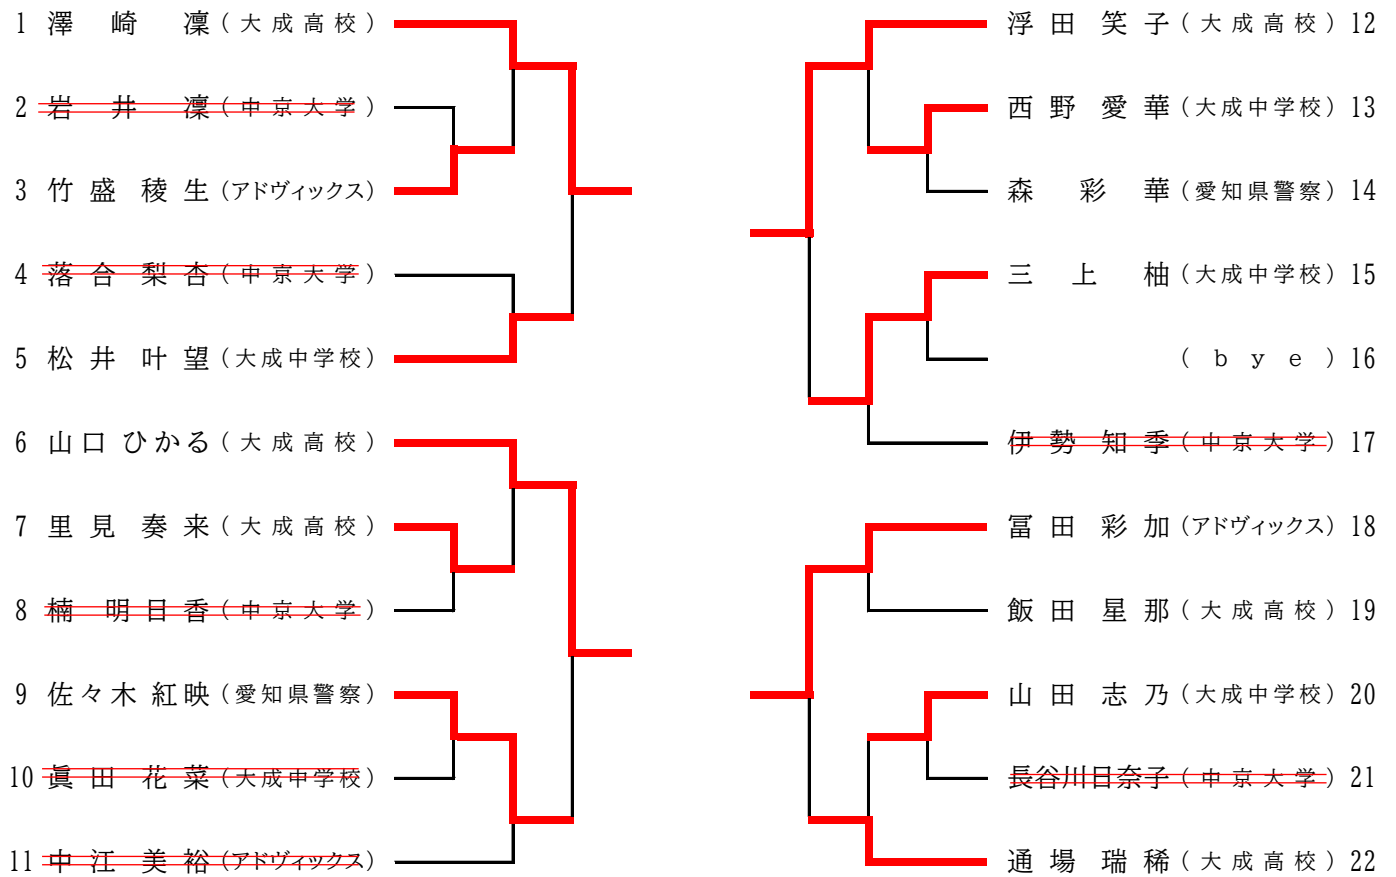 1 澤崎 凜 (大成高校)
2 岩井 凜 (中京大学)
3 竹盛 稜生 (アドヴィックス)
4 落合 梨杏 (中京大学)
5 松井 叶望 (大成中学校)
6 山口 ひかる (大成高校)
7 里見 奏来 (大成高校)
8 楠 明日香 (中京大学)
9 佐々木 紅映 (愛知県警察)
10 眞田 花菜 (大成中学校)
11 中江 美裕 (アドヴィックス)
浮田 笑子 (大成高校) 12
西野 愛華 (大成中学校) 13
森 彩華 (愛知県警察) 14
三上 柚 (大成中学校) 15
(bye) 16
伊勢 知季 (中京大学) 17
冨田 彩加 (アドヴィックス) 18
飯田 星那 (大成高校) 19
山田 志乃 (大成中学校) 20
長谷川日奈子 (中京大学) 21
通場 瑞稀 (大成高校) 22